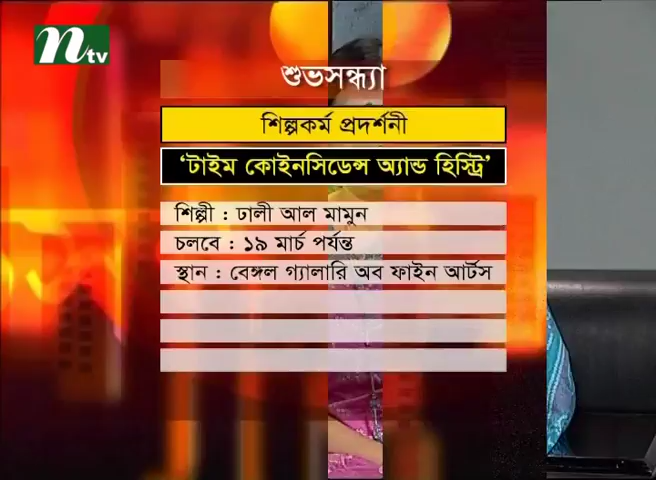 ntv
শুভসন্ধ্যা
শিল্পকর্ম প্রদর্শনী
‘টাইম কোইনসিডেন্স অ্যান্ড হিস্ট্রি’
শিল্পী : ঢালী আল মামুন
চলবে : ১৯ মার্চ পর্যন্ত
স্থান : বেঙ্গল গ্যালারি অব ফাইন আর্টস